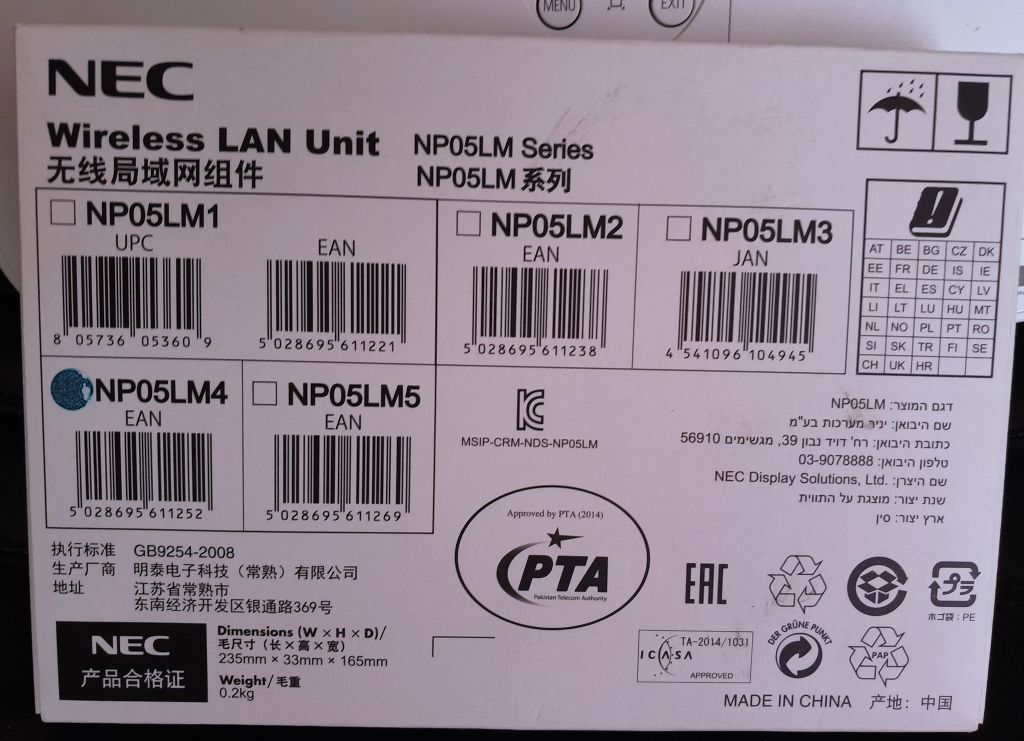 MENU
EXIT
NEC
Wireless LAN Unit NP05LM Series
无线局域网组件 NP05LM 系列
NP05LM1
UPC
8 05736 05360 9
EAN
5 028695 611221
NP05LM2
EAN
5 028695 611238
NP05LM3
JAN
4 541096 104945
AT BE BG CZ DK
EE FR DE IS IE
IT EL ES CY LV
LI LT LU HU MT
NL NO PL PT RO
SI SK TR FI SE
CH UK HR
NP05LM4
EAN
5 028695 611252
NP05LM5
EAN
5 028695 611269
MSIP-CRM-NDS-NP05LM
דגם המוצר: NP05LM
שם היבואן: יניר מערכות בע"מ
כתובת היבואן: רח' דויד נבון 39, מגשימים 56910
טלפון היבואן: 03-9078888
שם היצרן: NEC Display Solutions, Ltd.
שנת יצור: מוצגת על התווית
ארץ יצור: סין
Approved by PTA (2014)
PTA
Pakistan Telecom Authority
执行标准 GB9254-2008
生产厂商 明泰电子科技（常熟）有限公司
地址 江苏省常熟市
东南经济开发区银通路369号
EAC
プラ
ホゴ袋 : PE
NEC
产品合格证
Dimensions (W × H × D)/
毛尺寸（长×高×宽）
235mm × 33mm × 165mm
Weight/毛重
0.2kg
TA-2014/1031
ICASA
APPROVED
DER GRÜNE PUNKT
PAP
MADE IN CHINA 产地：中国